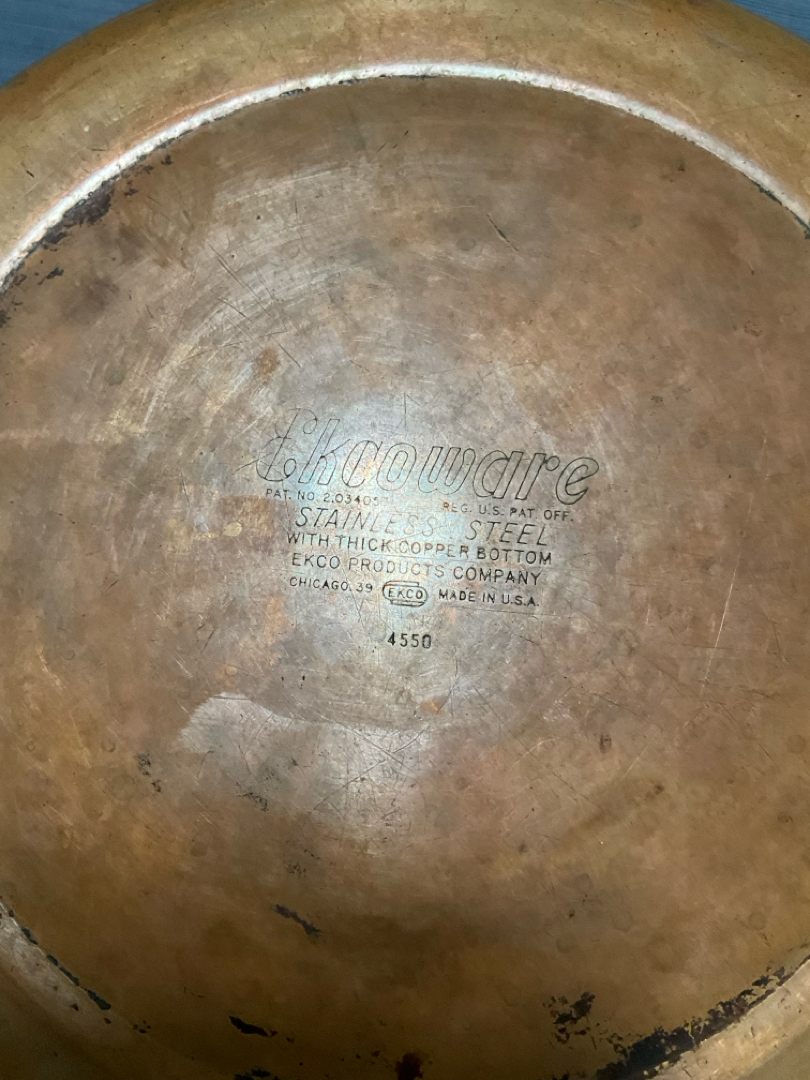 Ekcoware
PAT. NO. 2,034 REG. U.S. PAT. OFF.
STAINLESS STEEL
WITH THICK COPPER BOTTOM
EKCO PRODUCTS COMPANY
CHICAGO, 39 EKCO MADE IN U.S.A.
4550